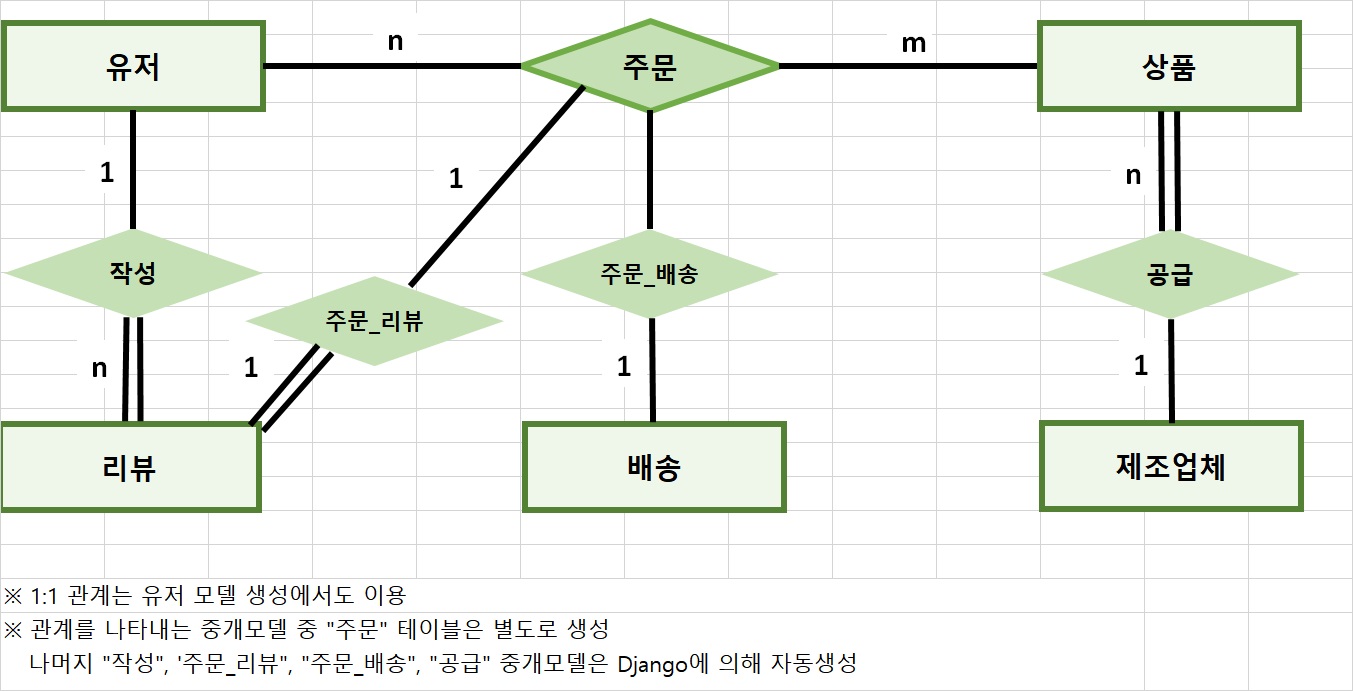 유저
n
주문
m
상품
1
1
n
작성
주문_리뷰
주문_배송
공급
n
1
1
1
리뷰
배송
제조업체
※ 1:1 관계는 유저 모델 생성에서도 이용
※ 관계를 나타내는 중개모델 중 "주문" 테이블은 별도로 생성
나머지 "작성", '주문_리뷰", "주문_배송", "공급" 중개모델은 Django에 의해 자동생성